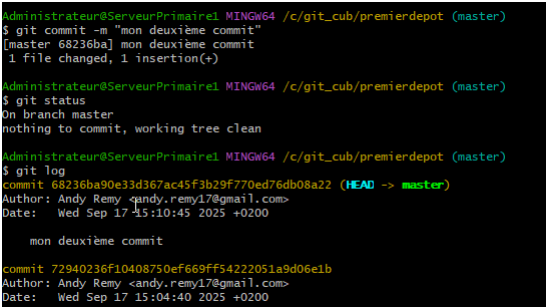 Administrateur@ServeurPrimaire1 MINGW64 /c/git_cub/premierdepot (master)
$ git commit -m "mon deuxième commit"
[master 68236ba] mon deuxième commit
 1 file changed, 1 insertion(+)
Administrateur@ServeurPrimaire1 MINGW64 /c/git_cub/premierdepot (master)
$ git status
On branch master
nothing to commit, working tree clean
Administrateur@ServeurPrimaire1 MINGW64 /c/git_cub/premierdepot (master)
$ git log
commit 68236ba90e33d367ac45f3b29f770ed76db08a22 (HEAD -> master)
Author: Andy Remy <andy.remy17@gmail.com>
Date:   Wed Sep 17 15:10:45 2025 +0200
    mon deuxième commit
commit 72940236f10408750ef669ff54222051a9d06e1b
Author: Andy Remy <andy.remy17@gmail.com>
Date:   Wed Sep 17 15:04:40 2025 +0200